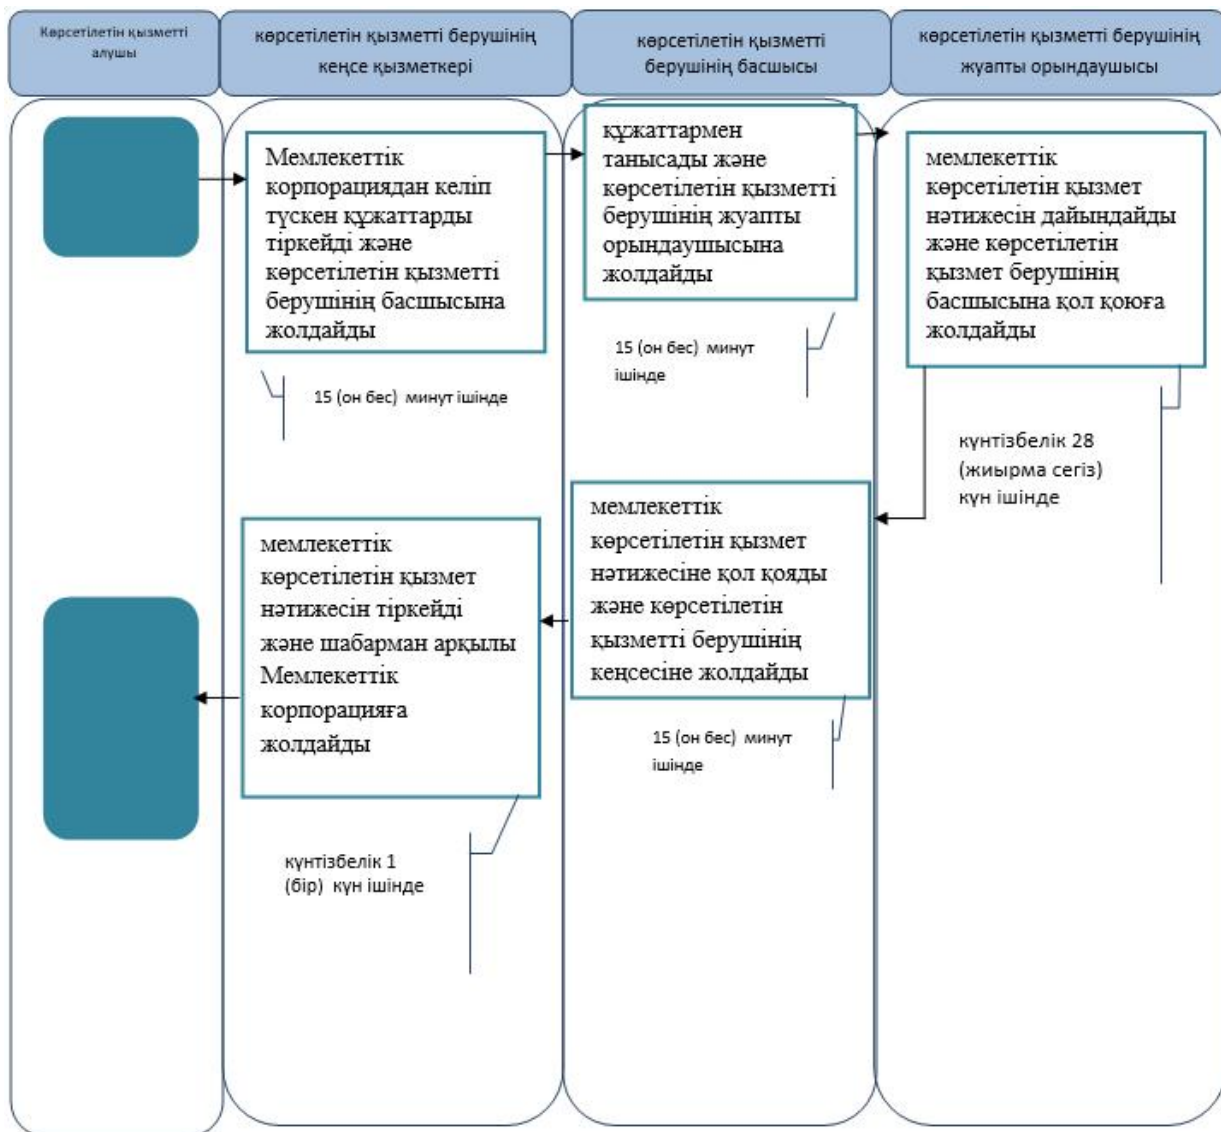 Көрсетілетін қызметті
алушы
көрсетілетін қызметті берушінің
кеңсе қызметкері
көрсетілетін қызметті
берушінің басшысы
көрсетілетін қызметті берушінің
жуапты орындаушысы
Мемлекеттік
корпорациядан келіп
түскен құжаттарды
тіркейді және
көрсетілетін қызметті
берушінің басшысына
жолдайды
15 (он бес) минут ішінде
құжаттармен
танысады және
көрсетілетін қызметті
берушінің жуапты
орындаушысына
жолдайды
15 (он бес) минут
ішінде
мемлекеттік
көрсетілетін қызмет
нәтижесін дайындайды
және көрсетілетін
қызмет берушінің
басшысына қол қоюға
жолдайды
күнтізбелік 28
(жиырма сегіз)
күн ішінде
мемлекеттік
көрсетілетін қызмет
нәтижесіне қол қояды
және көрсетілетін
қызметті берушінің
кеңсесіне жолдайды
15 (он бес) минут
ішінде
мемлекеттік
көрсетілетін қызмет
нәтижесін тіркейді
және шабарман арқылы
Мемлекеттік
корпорацияға
жолдайды
күнтізбелік 1
(бір) күн ішінде